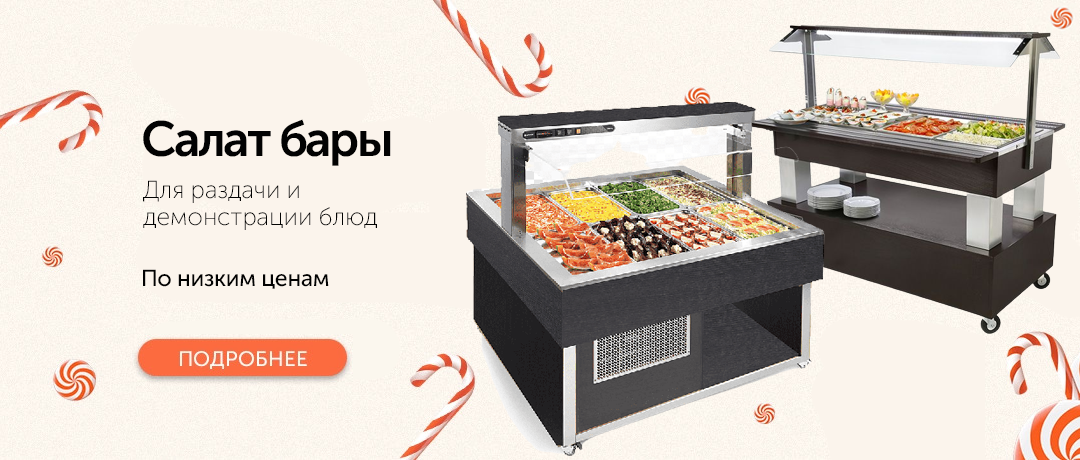 Салат бары
Для раздачи и
демонстрации блюд
По низким ценам
ПОДРОБНЕЕ